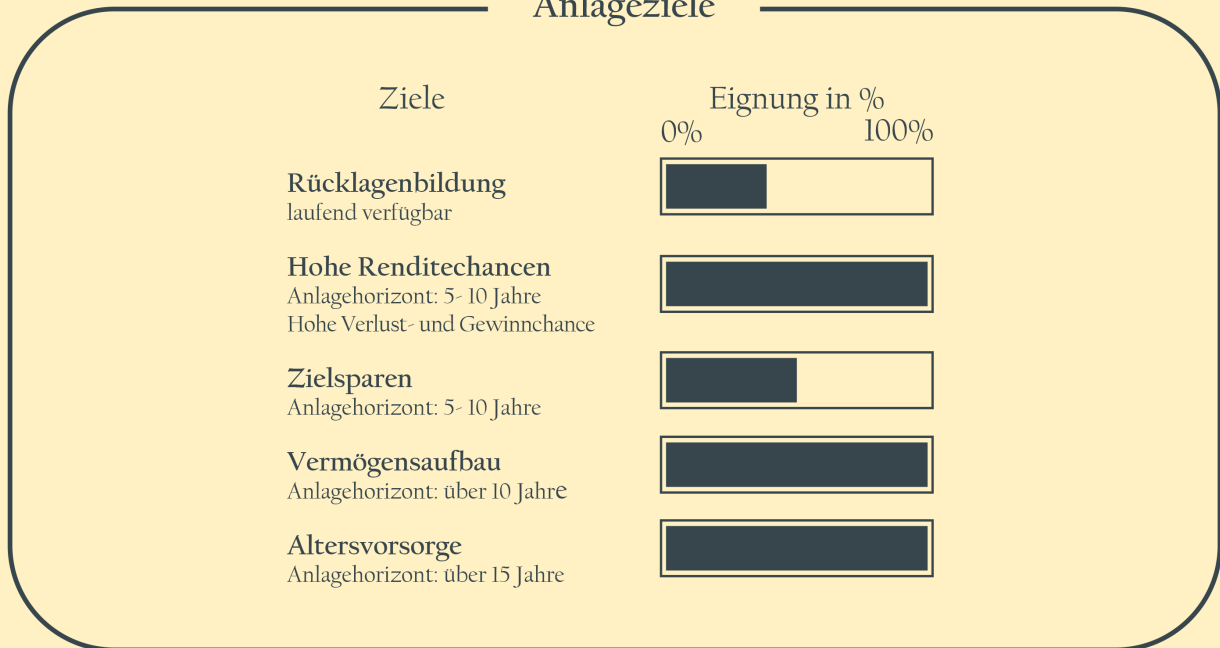 Anlageziele
Ziele
Eignung in %
0%
100%
Rücklagenbildung
laufend verfügbar
Hohe Renditechancen
Anlagehorizont: 5- 10 Jahre
Hohe Verlust- und Gewinnchance
Zielsparen
Anlagehorizont: 5- 10 Jahre
Vermögensaufbau
Anlagehorizont: über 10 Jahre
Altersvorsorge
Anlagehorizont: über 15 Jahre